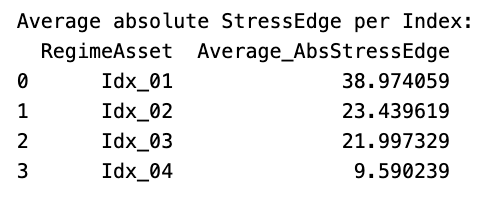 Average absolute StressEdge per Index:
RegimeAsset Average_AbsStressEdge
0 Idx_01 38.974059
1 Idx_02 23.439619
2 Idx_03 21.997329
3 Idx_04 9.590239